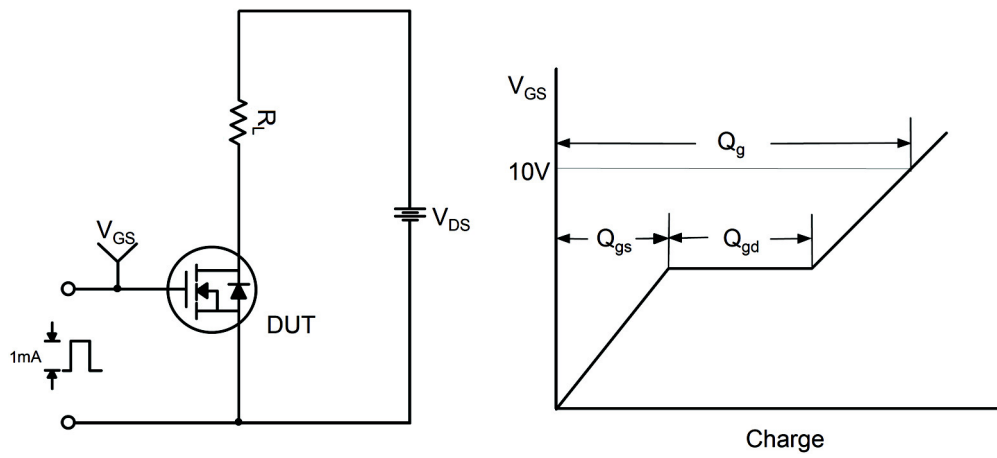 R_L
V_GS
V_DS
DUT
1mA
V_GS
10V
Q_g
Q_gs
Q_gd
Charge